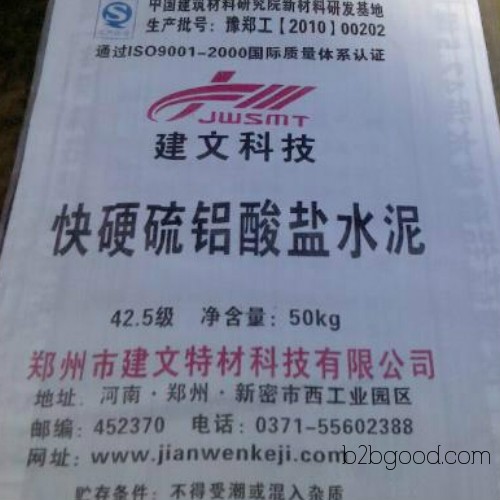 中国建筑材料研究院新材料研发基地
生产批号：豫郑工【2010】00202
通过ISO9001-2000国际质量体系认证
JWSMT
建文科技
快硬硫铝酸盐水泥
42.5级 净含量：50kg
郑州市建文特材科技有限公司
地址：河南·郑州·新密市西工业园区
邮编：452370 电话：0371-55602388
网址：www.jianwenkeji.com
b2bgood.com
贮存条件：不得受潮或混入杂质